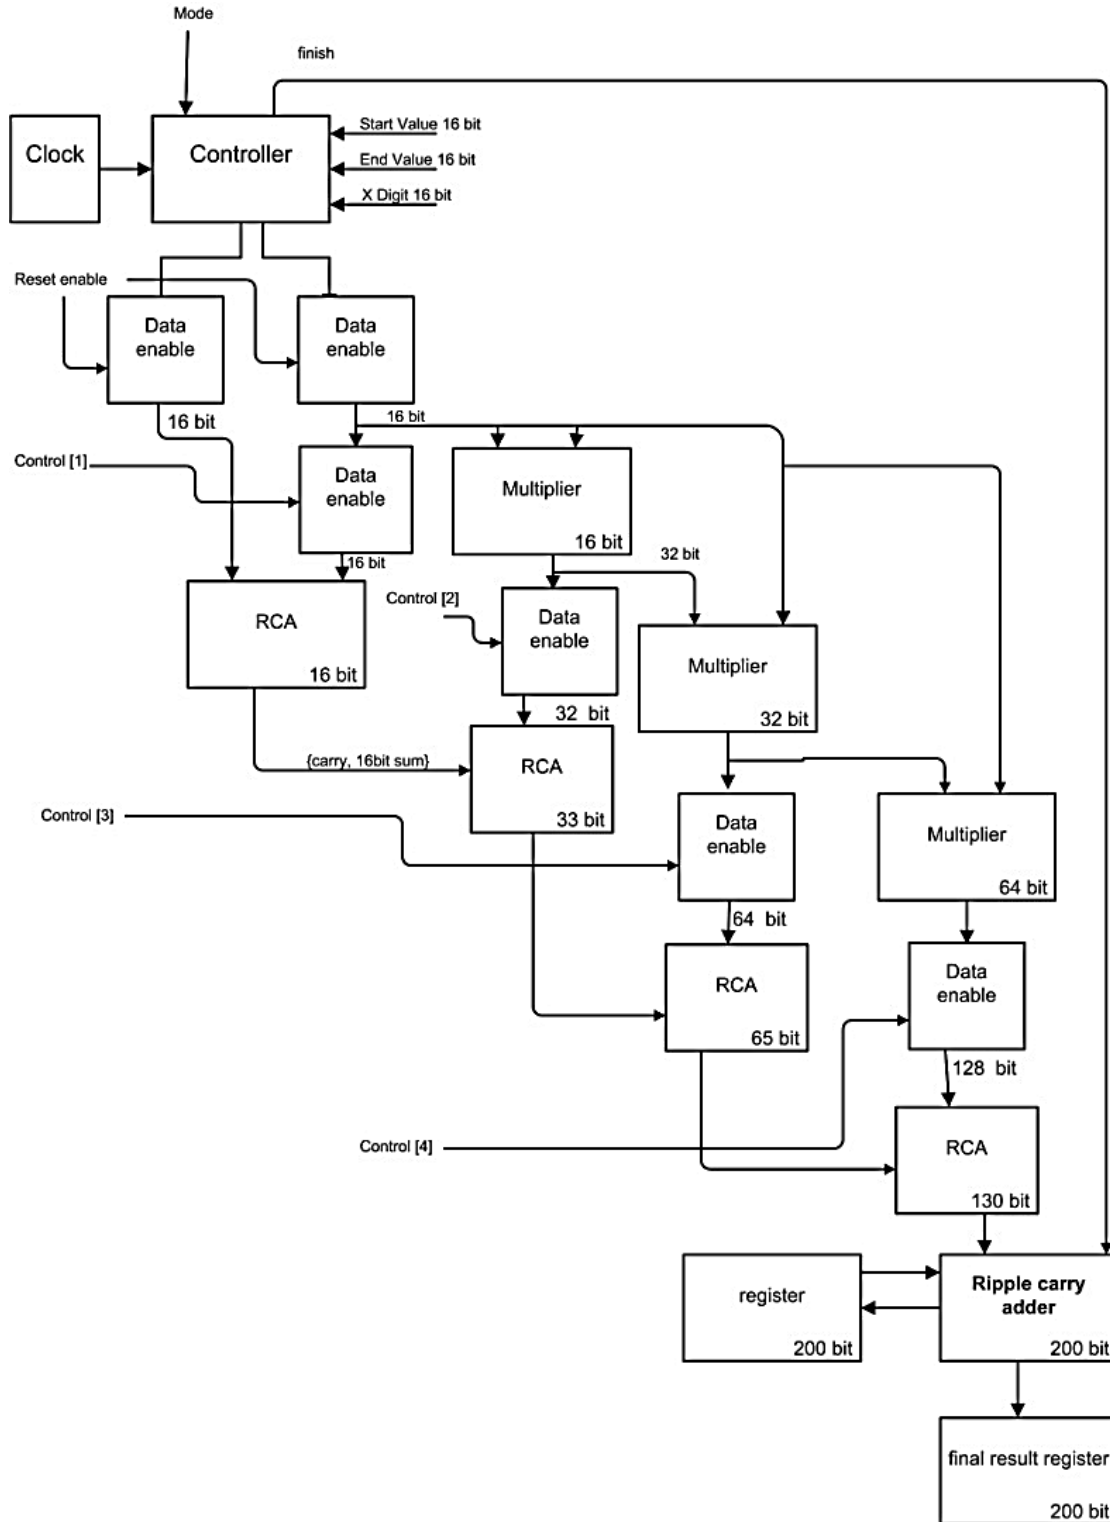 Mode
finish
Clock
Controller
Start Value 16 bit
End Value 16 bit
X Digit 16 bit
Reset enable
Data
enable
Data
enable
16 bit
16 bit
Control [1]
Data
enable
Multiplier
16 bit
16 bit
32 bit
RCA
16 bit
Control [2]
Data
enable
Multiplier
32 bit
32 bit
{carry, 16bit sum}
RCA
33 bit
Control [3]
Data
enable
Multiplier
64 bit
64 bit
RCA
65 bit
Data
enable
128 bit
Control [4]
RCA
130 bit
register
200 bit
Ripple carry
adder
200 bit
final result register
200 bit